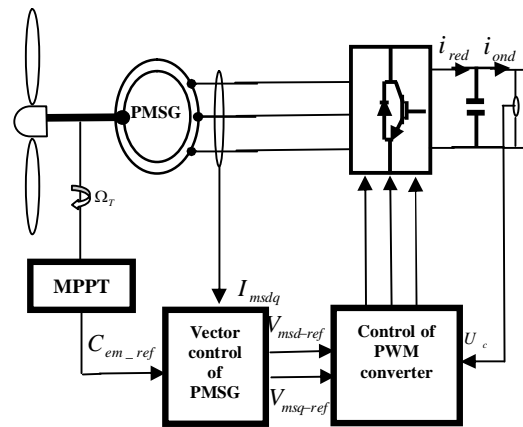 i_red i_ond
PMSG
Ω_T
MPPT
I_msdq
C_em_ref
Vector
control
of
PMSG
V_msd-ref
V_msq-ref
Control of
PWM
converter
U_c